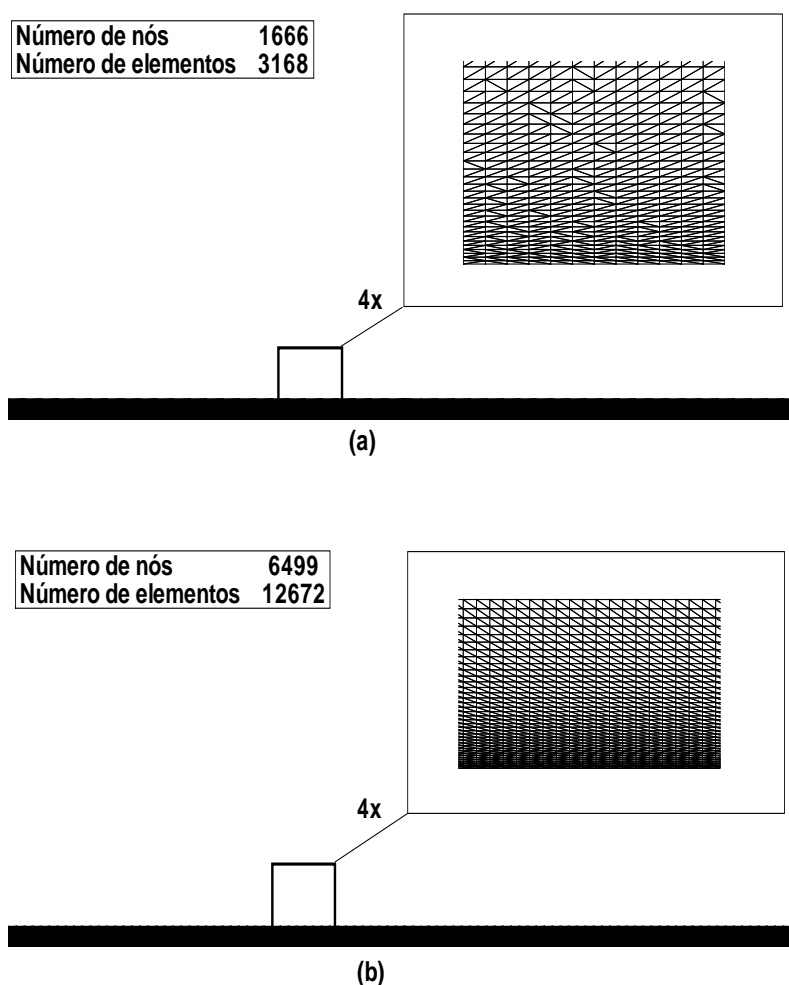 Número de nós 1666
Número de elementos 3168
4x
(a)
Número de nós 6499
Número de elementos 12672
4x
(b)